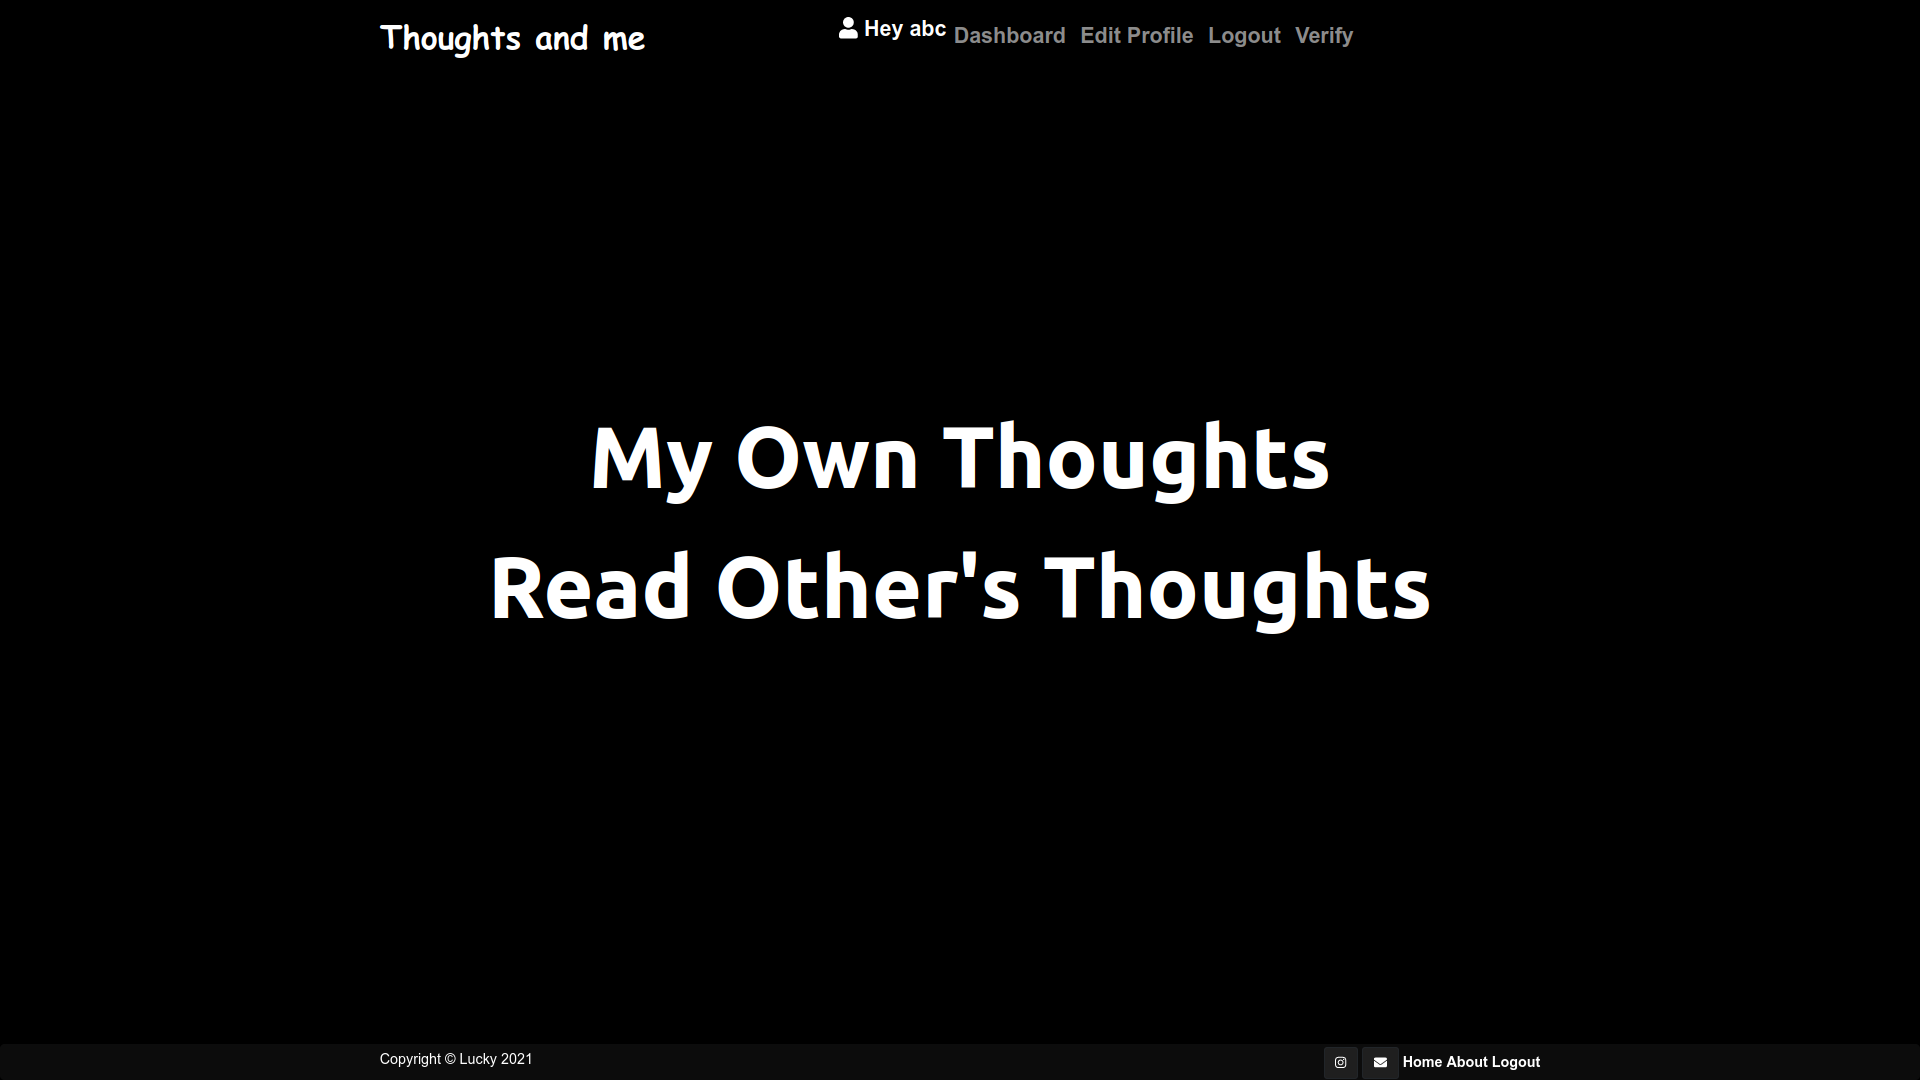 Thoughts and me
Hey abc Dashboard Edit Profile Logout Verify
My Own Thoughts
Read Other's Thoughts
Copyright © Lucky 2021
Home About Logout